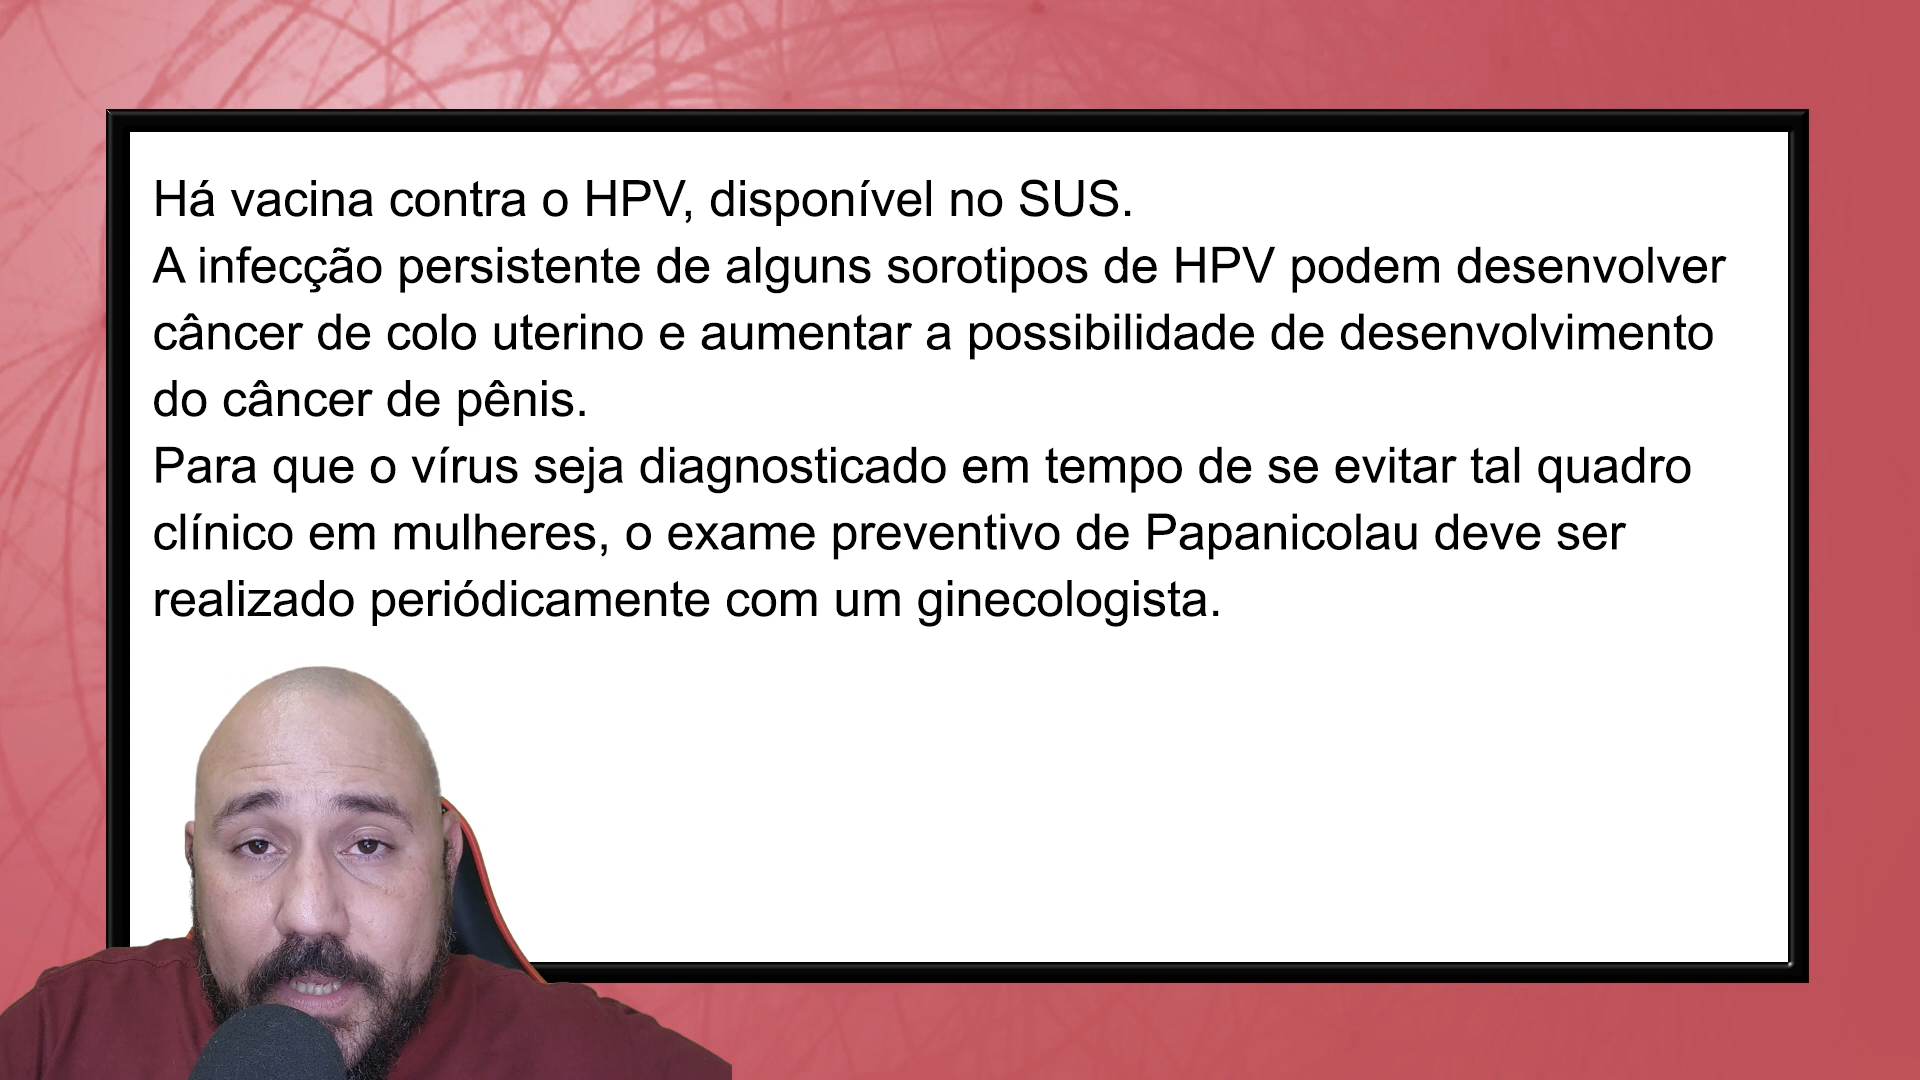 Há vacina contra o HPV, disponível no SUS.
A infecção persistente de alguns sorotipos de HPV podem desenvolver
câncer de colo uterino e aumentar a possibilidade de desenvolvimento
do câncer de pênis.
Para que o vírus seja diagnosticado em tempo de se evitar tal quadro
clínico em mulheres, o exame preventivo de Papanicolau deve ser
realizado periódicamente com um ginecologista.